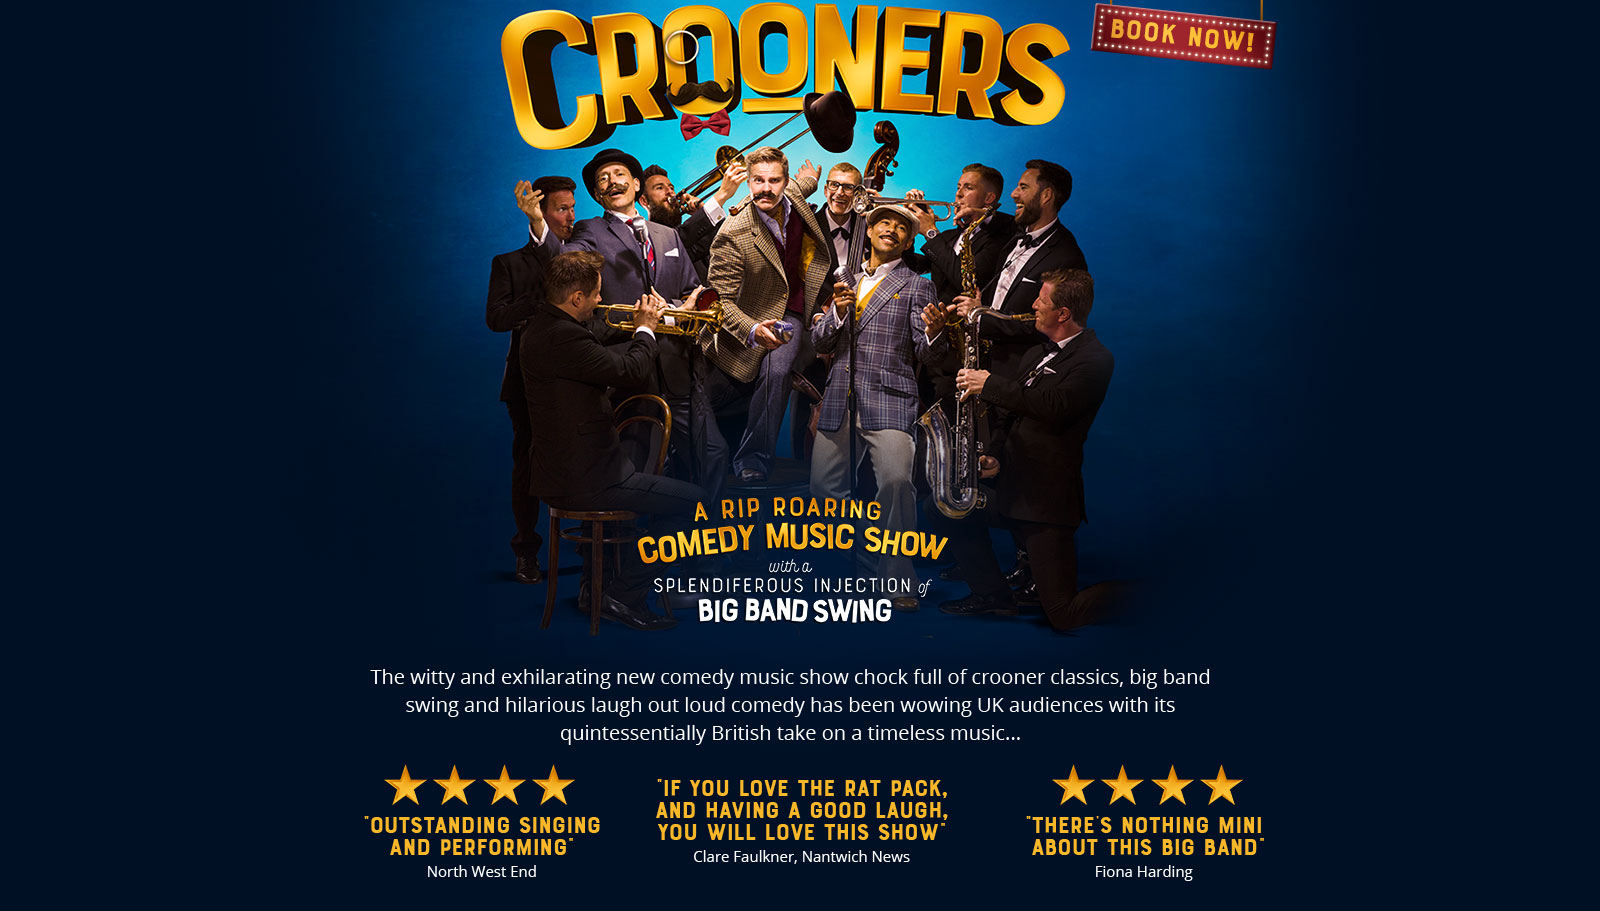 CROONERS
BOOK NOW!
A RIP ROARING
COMEDY MUSIC SHOW
with a
SPLENDIFEROUS INJECTION of
BIG BAND SWING
The witty and exhilarating new comedy music show chock full of crooner classics, big band
swing and hilarious laugh out loud comedy has been wowing UK audiences with its
quintessentially British take on a timeless music...
"OUTSTANDING SINGING
AND PERFORMING"
North West End
"IF YOU LOVE THE RAT PACK,
AND HAVING A GOOD LAUGH,
YOU WILL LOVE THIS SHOW"
Clare Faulkner, Nantwich News
"THERE'S NOTHING MINI
ABOUT THIS BIG BAND"
Fiona Harding